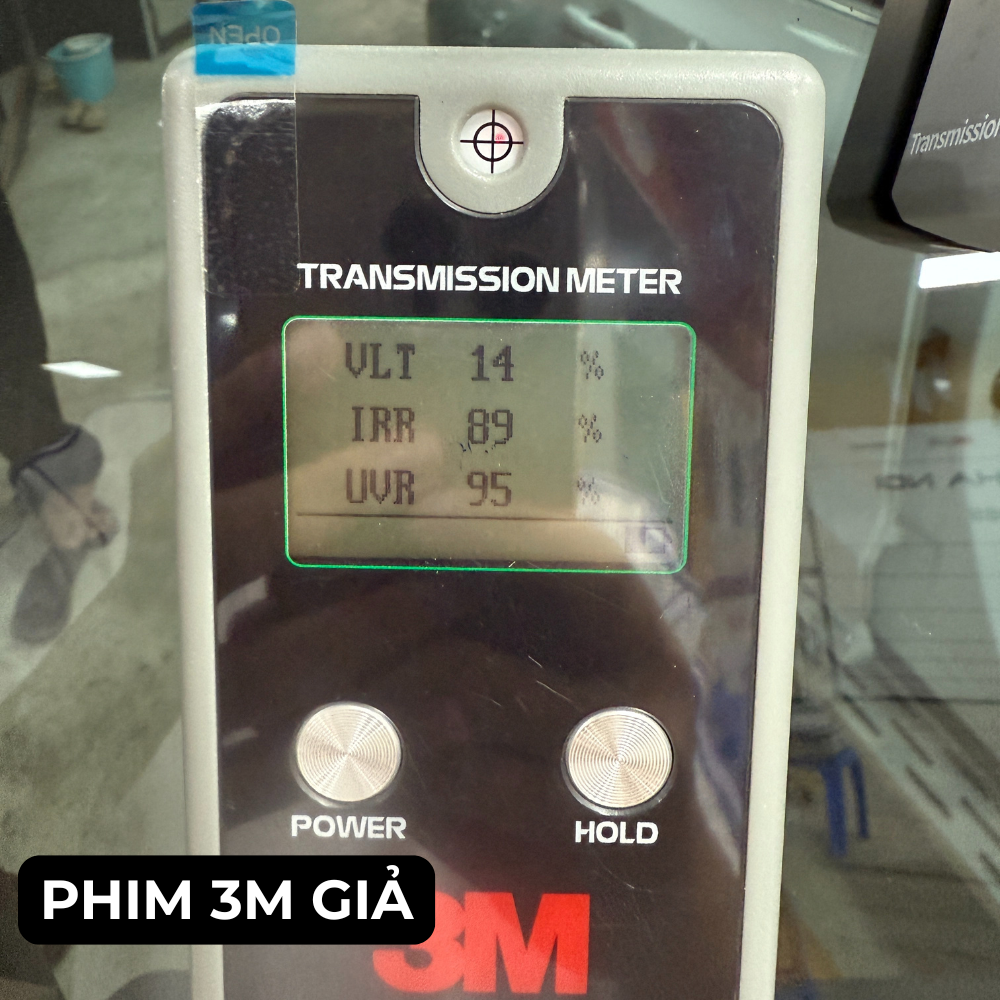 OPEN
Transmission
TRANSMISSION METER
VLT 14 %
IRR 89 %
UVR 95 %
POWER
HOLD
PHIM 3M GIẢ
3M